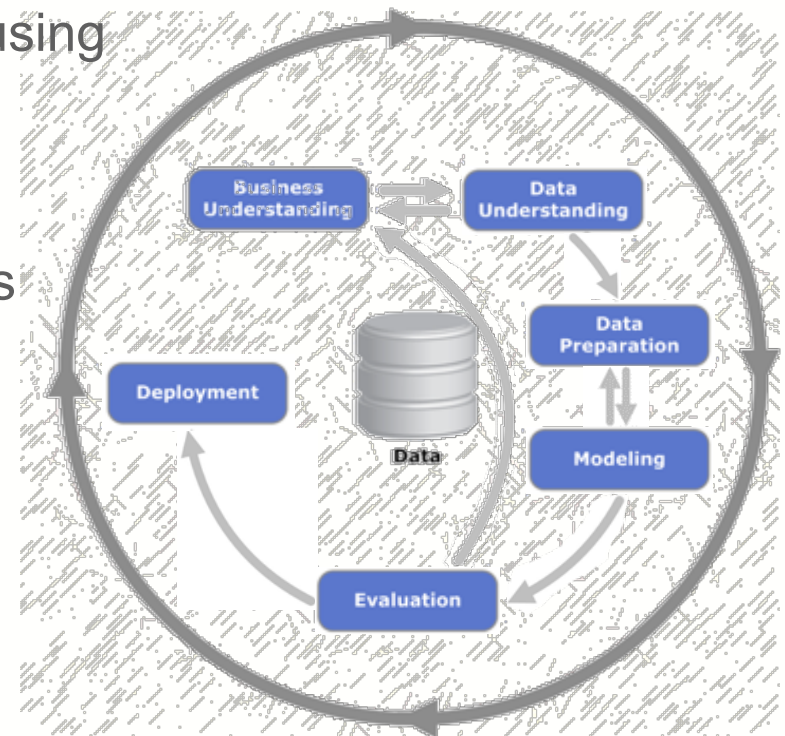 using
Business
Understanding
Data
Understanding
s
Data
Preparation
Deployment
Data
Modeling
Evaluation